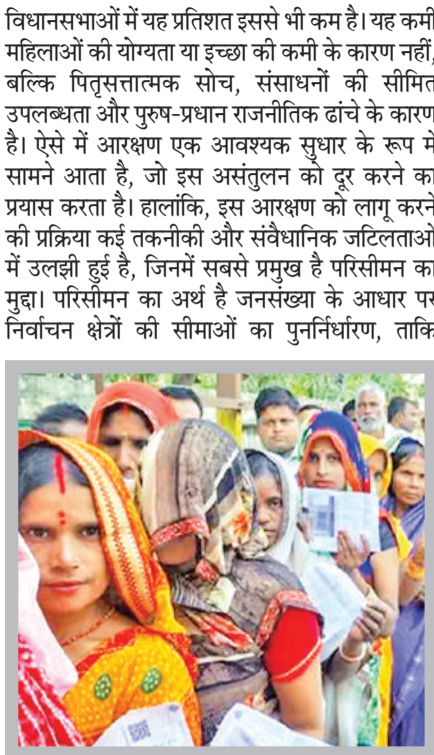 विधानसभाओं में यह प्रतिशत इससे भी कम है। यह कमी
महिलाओं की योग्यता या इच्छा की कमी के कारण नहीं,
बल्कि पितृसत्तात्मक सोच, संसाधनों की सीमित
उपलब्धता और पुरुष-प्रधान राजनीतिक ढांचे के कारण
है। ऐसे में आरक्षण एक आवश्यक सुधार के रूप मे
सामने आता है, जो इस असंतुलन को दूर करने का
प्रयास करता है। हालांकि, इस आरक्षण को लागू करने
की प्रक्रिया कई तकनीकी और संवैधानिक जटिलताओ
में उलझी हुई है, जिनमें सबसे प्रमुख है परिसीमन का
मुद्दा। परिसीमन का अर्थ है जनसंख्या के आधार पर
निर्वाचन क्षेत्रों की सीमाओं का पुनर्निर्धारण, ताकि